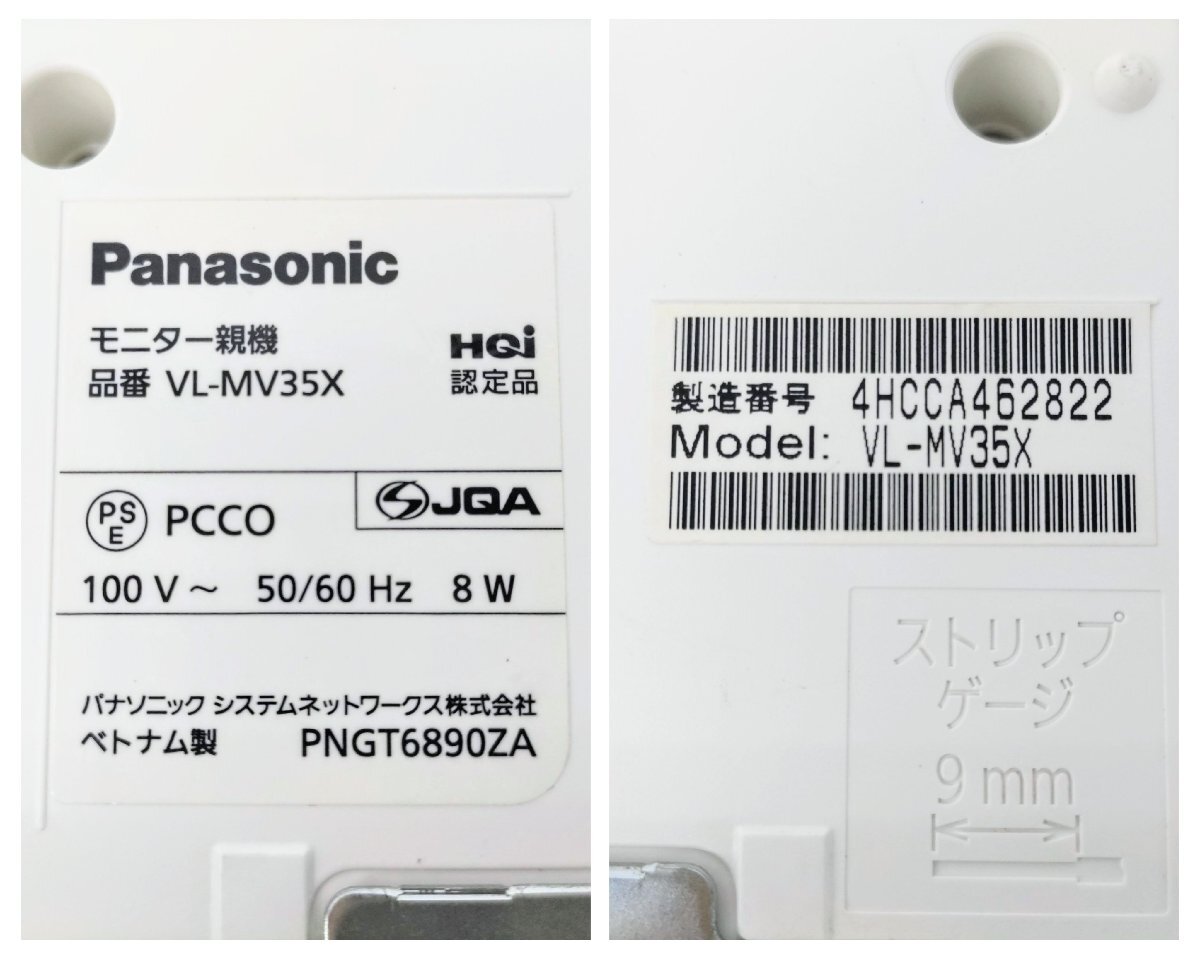 Panasonic
モニター親機
品番 VL-MV35X
HQi
認定品
PSE PCCO
JQA
100 V ～ 50/60 Hz 8 W
パナソニック システムネットワークス株式会社
ベトナム製 PNGT6890ZA
製造番号 4HCCA462822
Model: VL-MV35X
ストリップ
ゲージ
9 mm